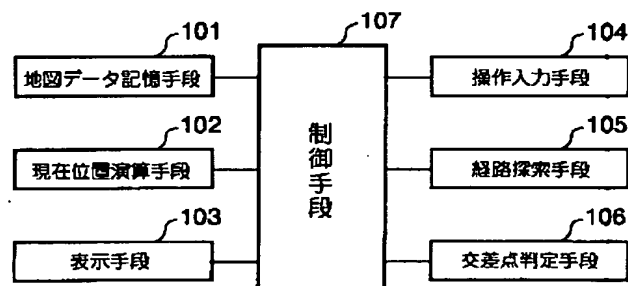 101
地図データ記憶手段
102
現在位置演算手段
103
表示手段
107
制御手段
104
操作入力手段
105
経路探索手段
106
交差点判定手段